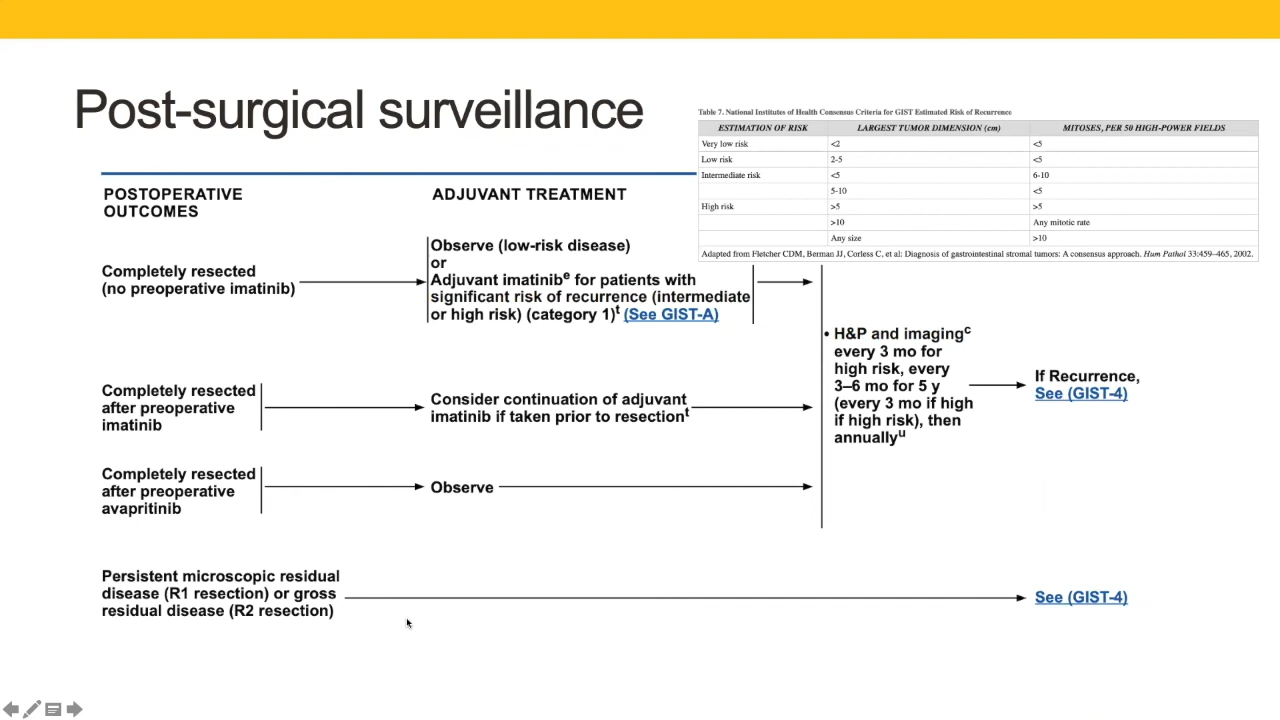 Post-surgical surveillance
Table 7. National Institutes of Health Consensus Criteria for GIST Estimated Risk of Recurrence
ESTIMATION OF RISK LARGEST TUMOR DIMENSION (cm) MITOSES, PER 50 HIGH-POWER FIELDS
Very low risk <2 <5
Low risk 2-5 <5
Intermediate risk <5 6-10
5-10 <5
High risk >5 >5
>10 Any mitotic rate
Any size >10
Adapted from Fletcher CDM, Berman JJ, Corless C, et al: Diagnosis of gastrointestinal stromal tumors: A consensus approach. Hum Pathol 33:459–465, 2002.
POSTOPERATIVE
OUTCOMES
ADJUVANT TREATMENT
Completely resected
(no preoperative imatinib)
Observe (low-risk disease)
or
Adjuvant imatinibe for patients with
significant risk of recurrence (intermediate
or high risk) (category 1)t (See GIST-A)
Completely resected
after preoperative
imatinib
Consider continuation of adjuvant
imatinib if taken prior to resectiont
Completely resected
after preoperative
avapritinib
Observe
• H&P and imagingc
every 3 mo for
high risk, every
3–6 mo for 5 y
(every 3 mo if high
if high risk), then
annuallyu
If Recurrence,
See (GIST-4)
Persistent microscopic residual
disease (R1 resection) or gross
residual disease (R2 resection)
See (GIST-4)